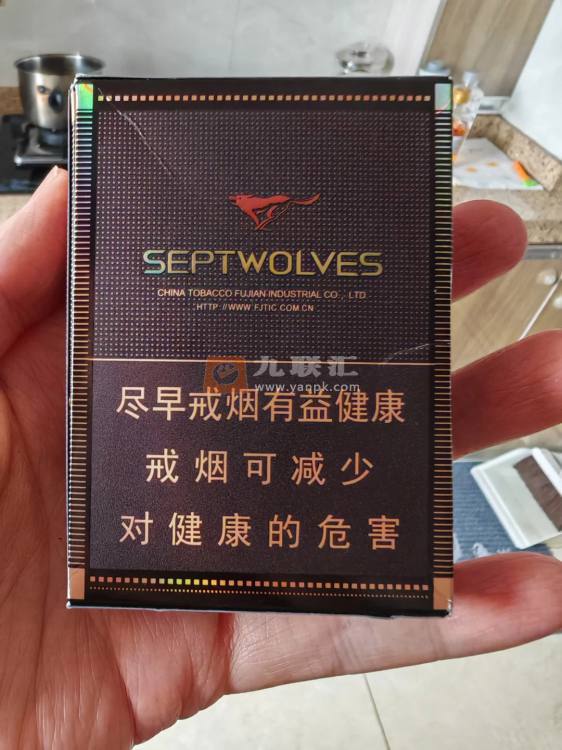 SEPTWOLVES
CHINA TOBACCO FUJIAN INDUSTRIAL CO., LTD
HTTP://WWW.FJTIC.COM.CN
九联汇
www.yanpk.com
尽早戒烟有益健康
戒烟可减少
对健康的危害